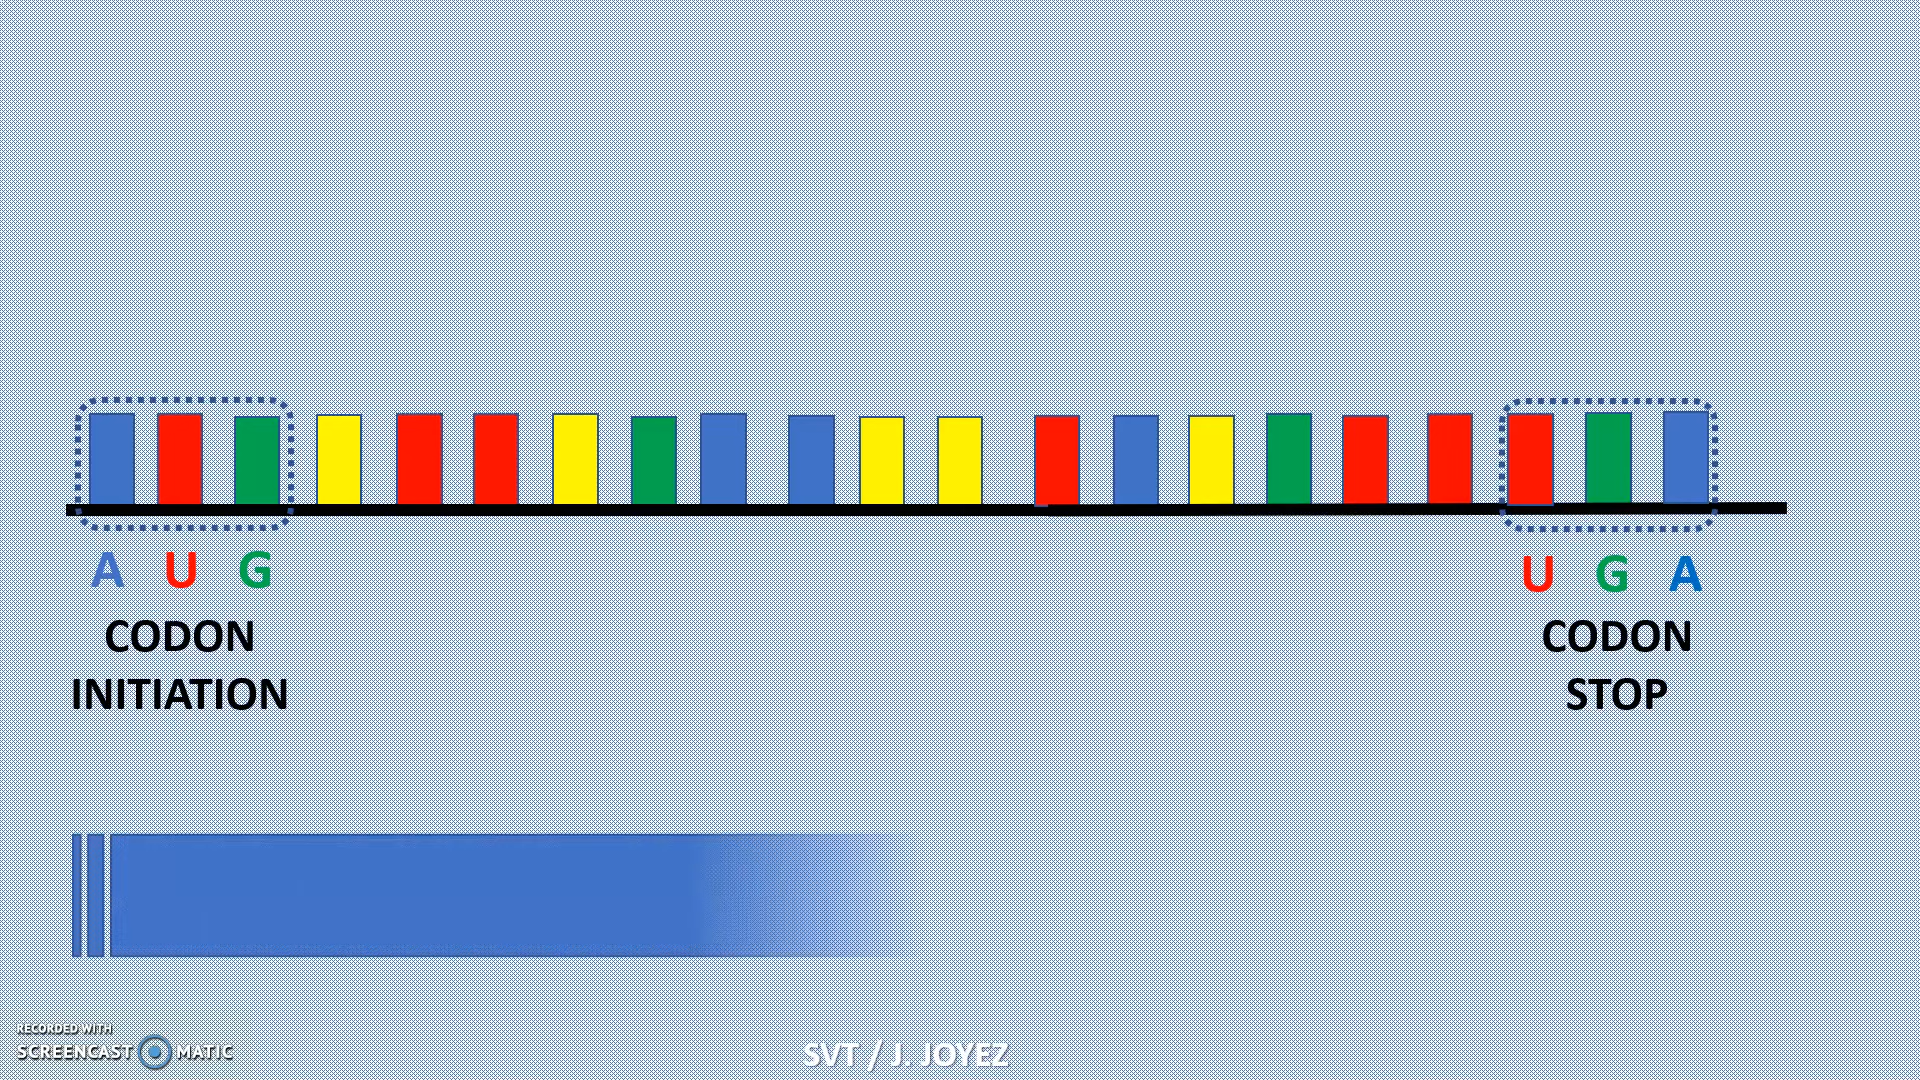 A U G
U G A
CODON
INITIATION
CODON
STOP
RECORDED WITH
SCREENCAST MATIC
SVT / J. JOYEZ